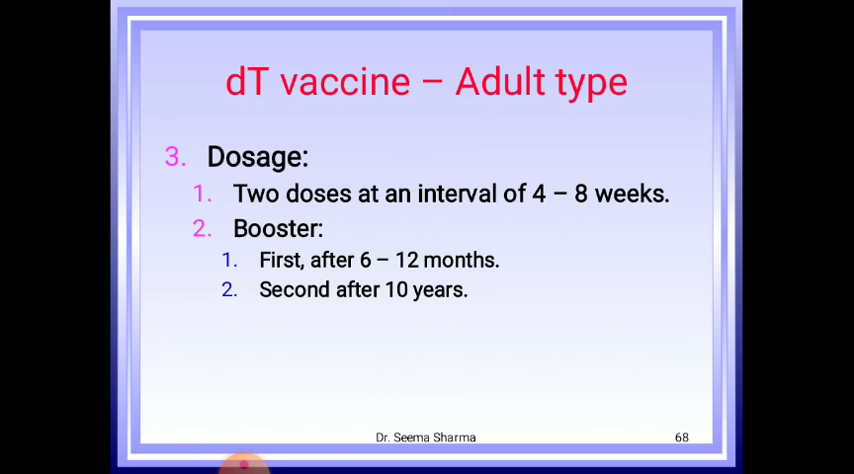 dT vaccine – Adult type
3. Dosage:
1. Two doses at an interval of 4 – 8 weeks.
2. Booster:
1. First, after 6 – 12 months.
2. Second after 10 years.
Dr. Seema Sharma 68